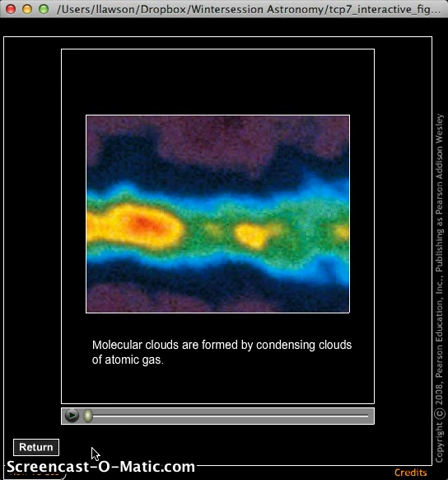 /Users/llawson/Dropbox/Wintersession Astronomy/tcp7_interactive_fig...
Molecular clouds are formed by condensing clouds
of atomic gas.
Copyright © 2008, Pearson Education, Inc., Publishing as Pearson Addison Wesley
Return
Screencast-O-Matic.com
Credits